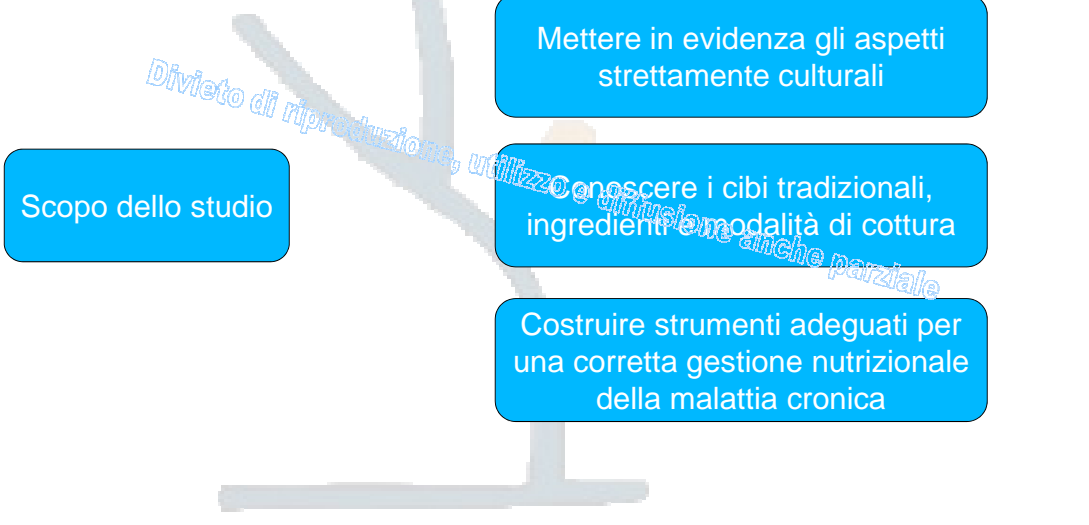 Mettere in evidenza gli aspetti
strettamente culturali
Divieto di riproduzione, utilizzo e diffusione anche parziale
Scopo dello studio
Conoscere i cibi tradizionali,
ingredienti e modalità di cottura
Costruire strumenti adeguati per
una corretta gestione nutrizionale
della malattia cronica